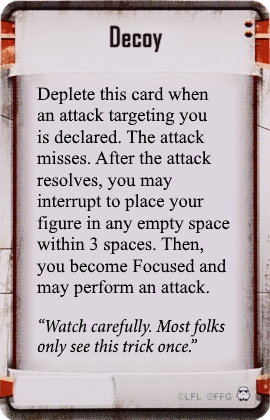 Decoy
Deplete this card when
an attack targeting you
is declared. The attack
misses. After the attack
resolves, you may
interrupt to place your
figure in any empty space
within 3 spaces. Then,
you become Focused and
may perform an attack.
“Watch carefully. Most folks
only see this trick once.”
©LFL ©FFG